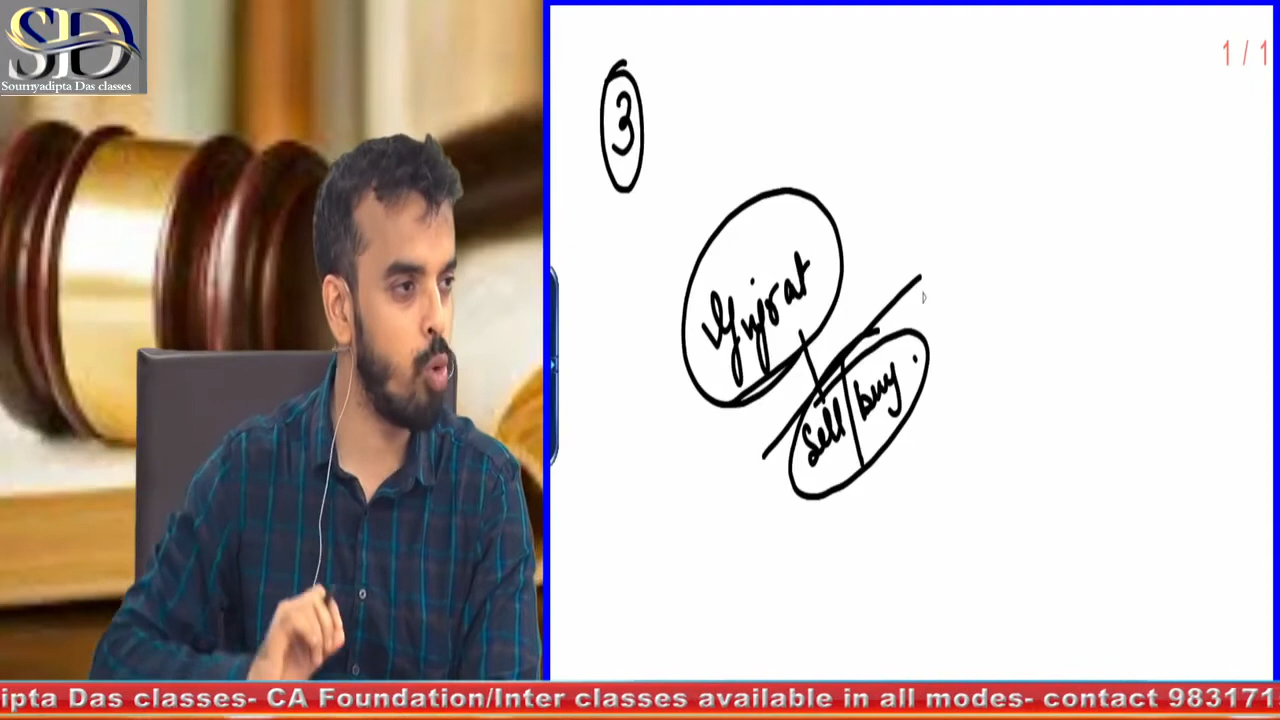 SD
Soumyadipta Das classes
1 / 1
3
Gujrat
Sell buy
ipta Das classes- CA Foundation/Inter classes available in all modes- contact 983171